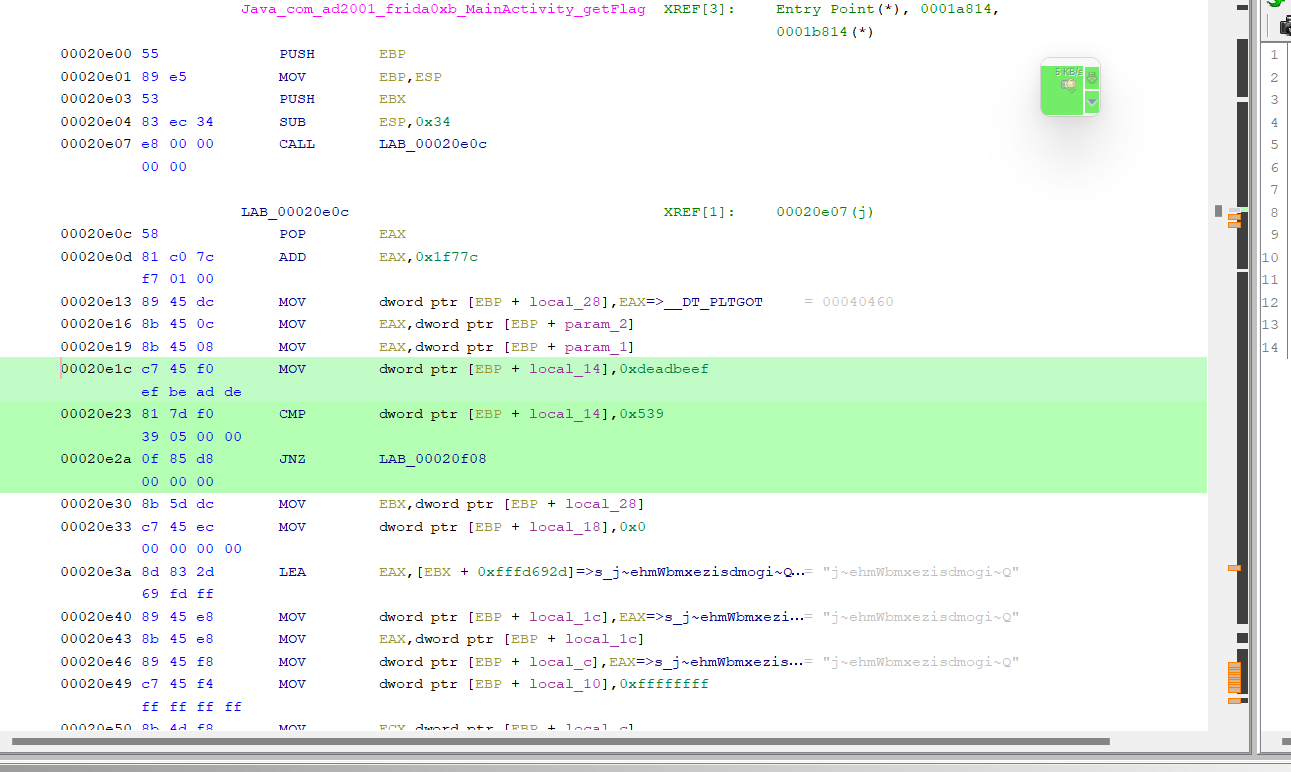 Java_com_ad2001_frida0xb_MainActivity_getFlag XREF[3]: Entry Point(*), 0001a814,
0001b814(*)
00020e00 55 PUSH EBP
00020e01 89 e5 MOV EBP,ESP
00020e03 53 PUSH EBX
00020e04 83 ec 34 SUB ESP,0x34
00020e07 e8 00 00 CALL LAB_00020e0c
00 00
LAB_00020e0c XREF[1]: 00020e07(j)
00020e0c 58 POP EAX
00020e0d 81 c0 7c ADD EAX,0x1f77c
f7 01 00
00020e13 89 45 dc MOV dword ptr [EBP + local_28],EAX=>__DT_PLTGOT = 00040460
00020e16 8b 45 0c MOV EAX,dword ptr [EBP + param_2]
00020e19 8b 45 08 MOV EAX,dword ptr [EBP + param_1]
00020e1c c7 45 f0 MOV dword ptr [EBP + local_14],0xdeadbeef
ef be ad de
00020e23 81 7d f0 CMP dword ptr [EBP + local_14],0x539
39 05 00 00
00020e2a 0f 85 d8 JNZ LAB_00020f08
00 00 00
00020e30 8b 5d dc MOV EBX,dword ptr [EBP + local_28]
00020e33 c7 45 ec MOV dword ptr [EBP + local_18],0x0
00 00 00 00
00020e3a 8d 83 2d LEA EAX,[EBX + 0xfffd692d]=>s_j~ehmWbmxezisdmogi~Q… = "j~ehmWbmxezisdmogi~Q"
69 fd ff
00020e40 89 45 e8 MOV dword ptr [EBP + local_1c],EAX=>s_j~ehmWbmxezi… = "j~ehmWbmxezisdmogi~Q"
00020e43 8b 45 e8 MOV EAX,dword ptr [EBP + local_1c]
00020e46 89 45 f8 MOV dword ptr [EBP + local_c],EAX=>s_j~ehmWbmxezis… = "j~ehmWbmxezisdmogi~Q"
00020e49 c7 45 f4 MOV dword ptr [EBP + local_10],0xffffffff
ff ff ff ff
00020e50 8b 4d f8 MOV ECX,dword ptr [EBP + local_c]
5 KB/s
1
2
3
4
5
6
7
8
9
10
11
12
13
14